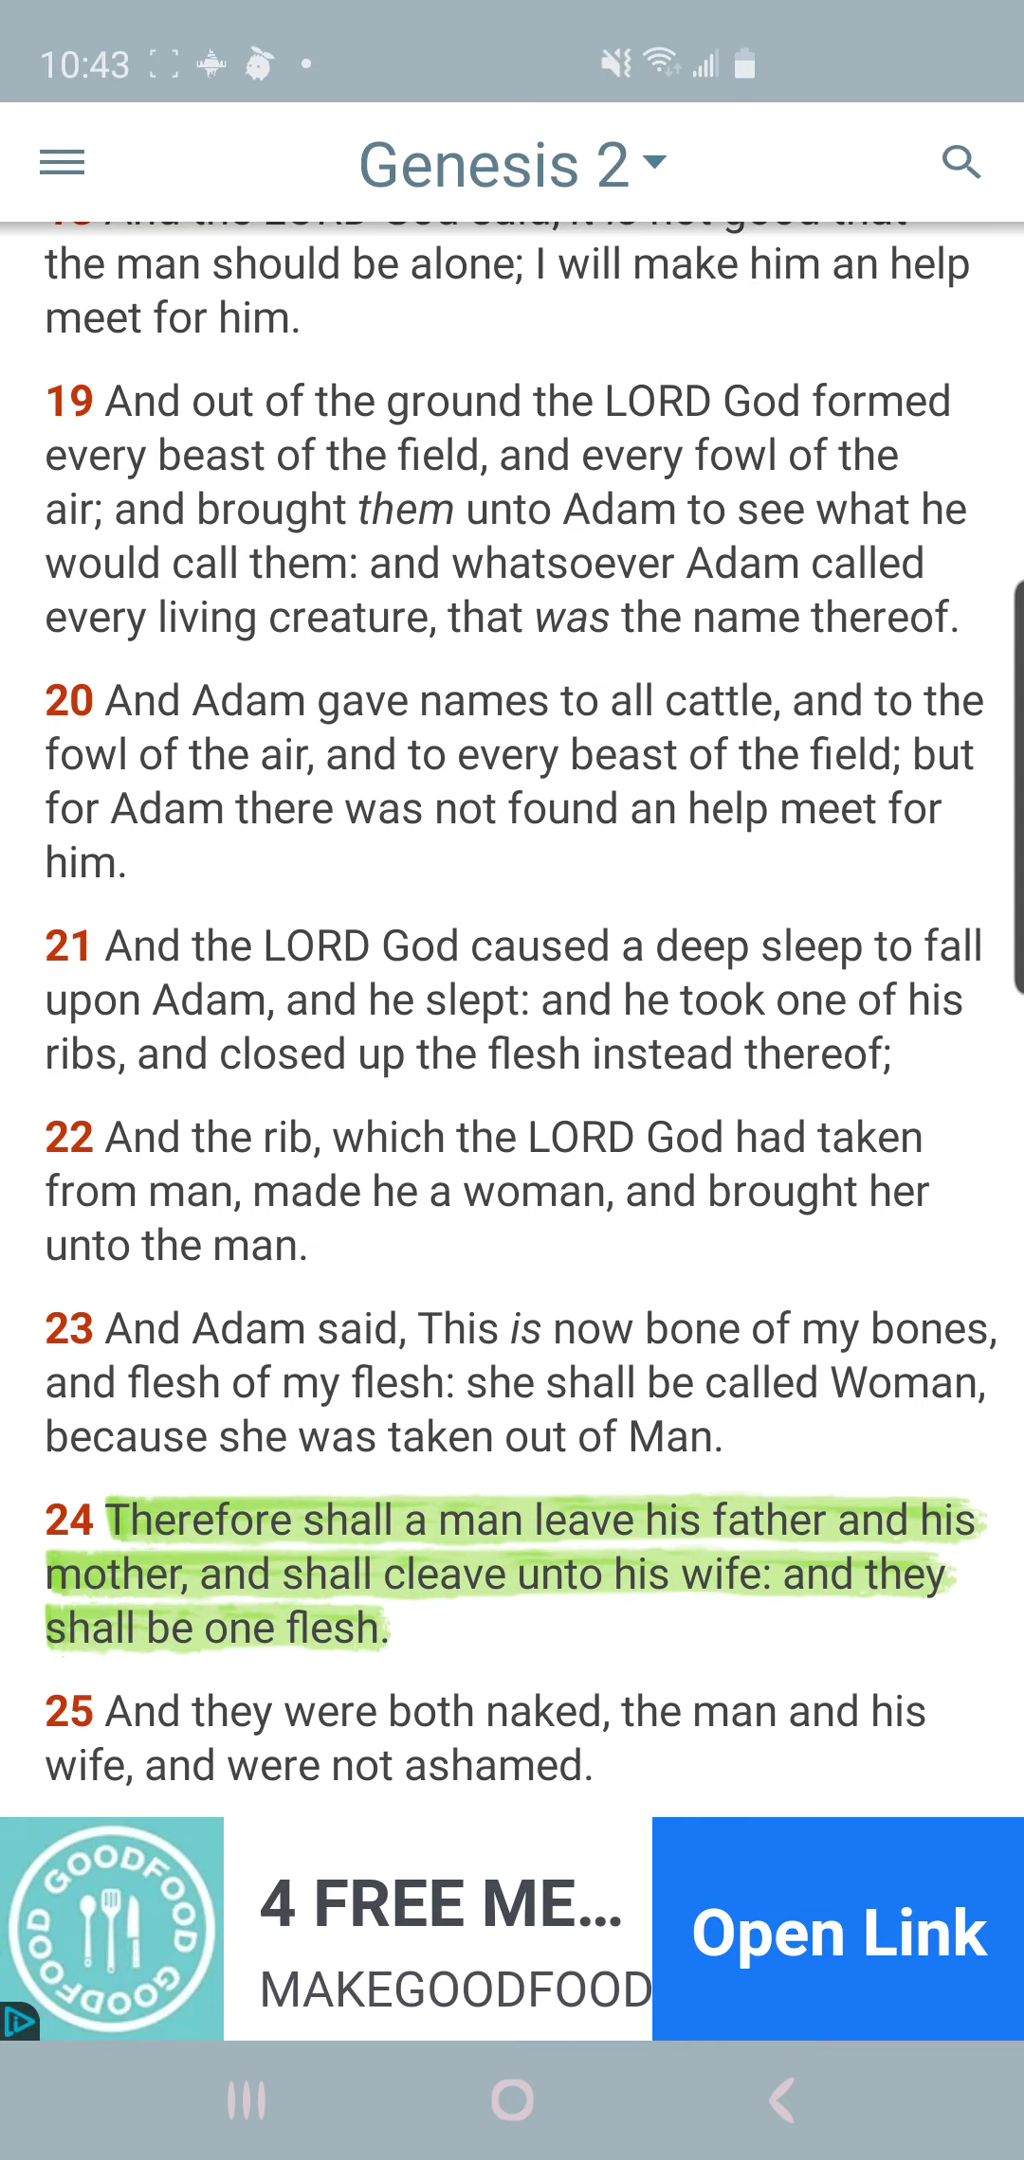 10:43
Genesis 2
the man should be alone; I will make him an help
meet for him.
19 And out of the ground the LORD God formed
every beast of the field, and every fowl of the
air; and brought them unto Adam to see what he
would call them: and whatsoever Adam called
every living creature, that was the name thereof.
20 And Adam gave names to all cattle, and to the
fowl of the air, and to every beast of the field; but
for Adam there was not found an help meet for
him.
21 And the LORD God caused a deep sleep to fall
upon Adam, and he slept: and he took one of his
ribs, and closed up the flesh instead thereof;
22 And the rib, which the LORD God had taken
from man, made he a woman, and brought her
unto the man.
23 And Adam said, This is now bone of my bones,
and flesh of my flesh: she shall be called Woman,
because she was taken out of Man.
24 Therefore shall a man leave his father and his
mother, and shall cleave unto his wife: and they
shall be one flesh.
25 And they were both naked, the man and his
wife, and were not ashamed.
GOODFOOD GOODFOOD
4 FREE ME...
MAKEGOODFOOD
Open Link